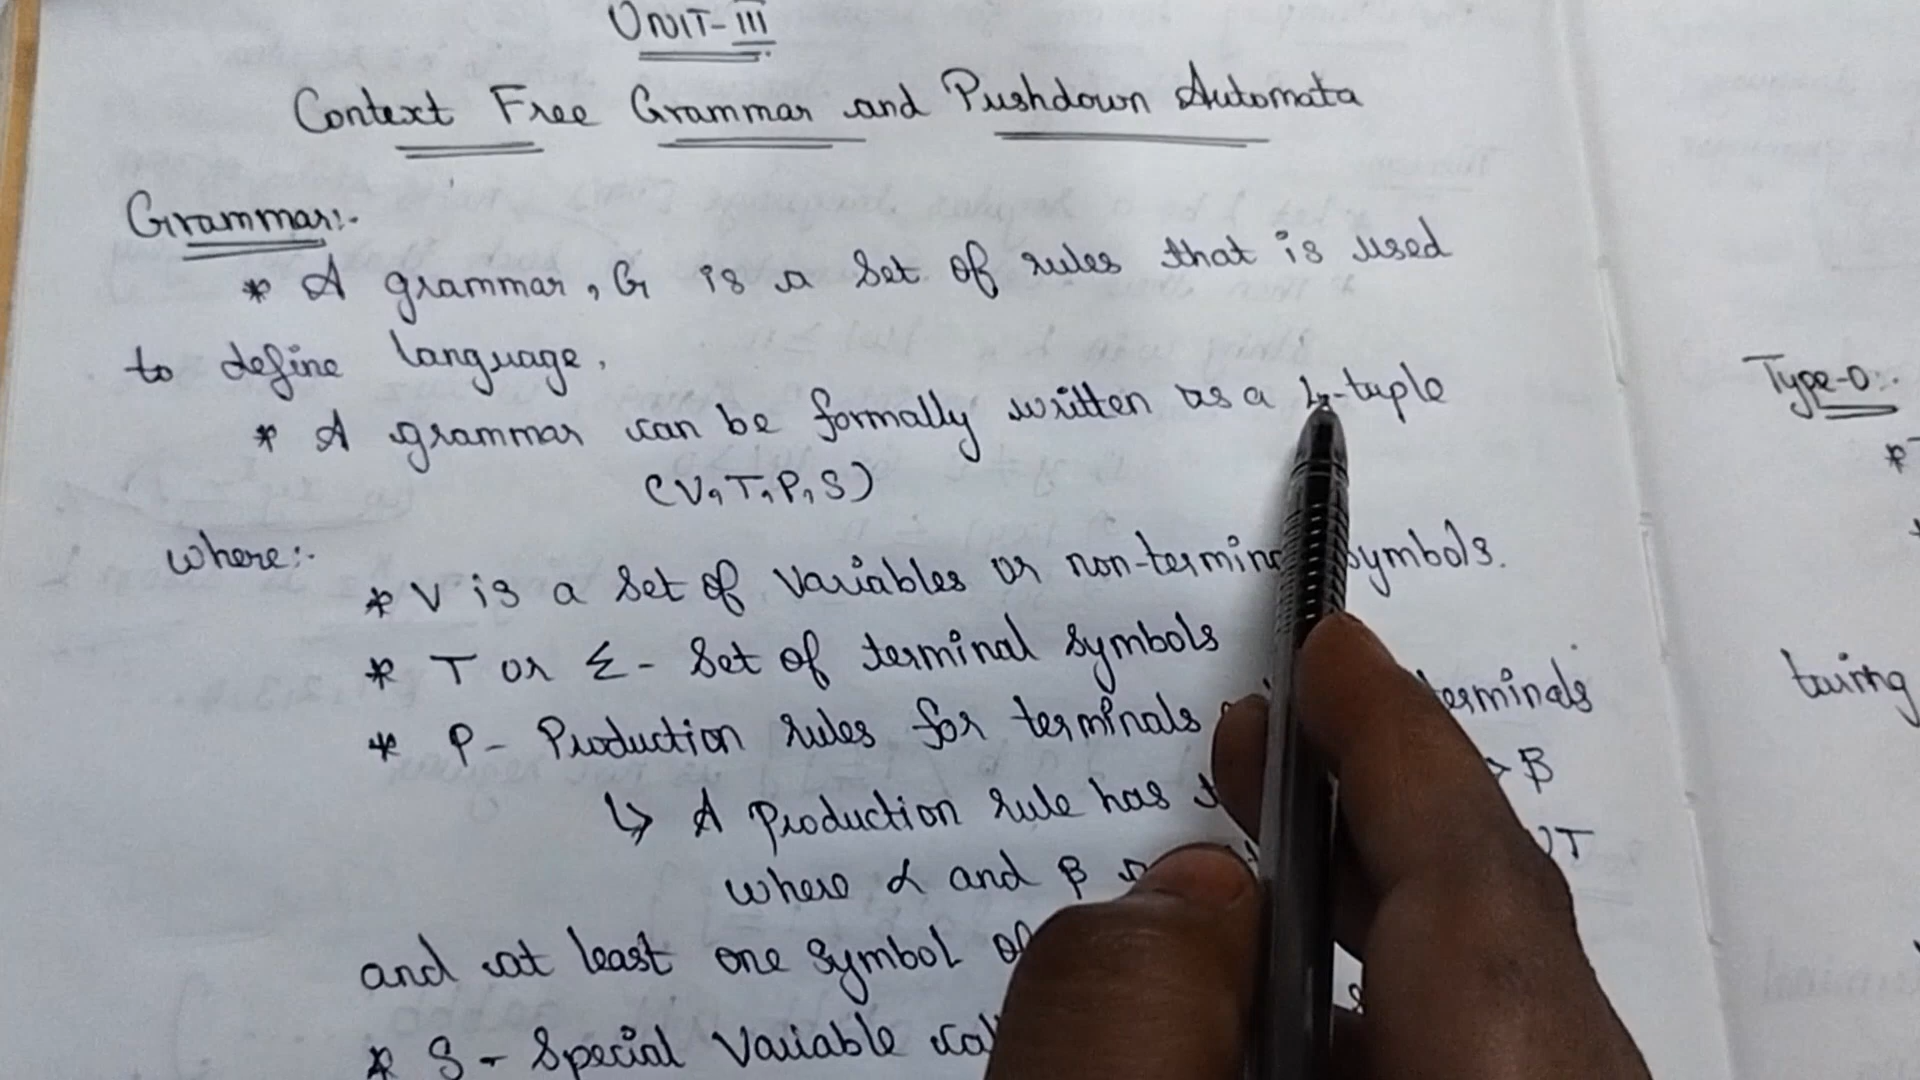 UNIT-III
Context Free Grammar and Pushdown Automata
Grammar:-
* A grammar, G is a set of rules that is used
to define language.
* A grammar can be formally written as a 4-tuple
(V, T, P, S)
where:-
* V is a set of variables or non-terminal symbols.
* T or Σ - set of terminal symbols
* P - Production rules for terminals terminals
↳ A production rule has > β
where α and β UT
and at least one symbol of
* S - Special variable
Type-0:-
*
turing